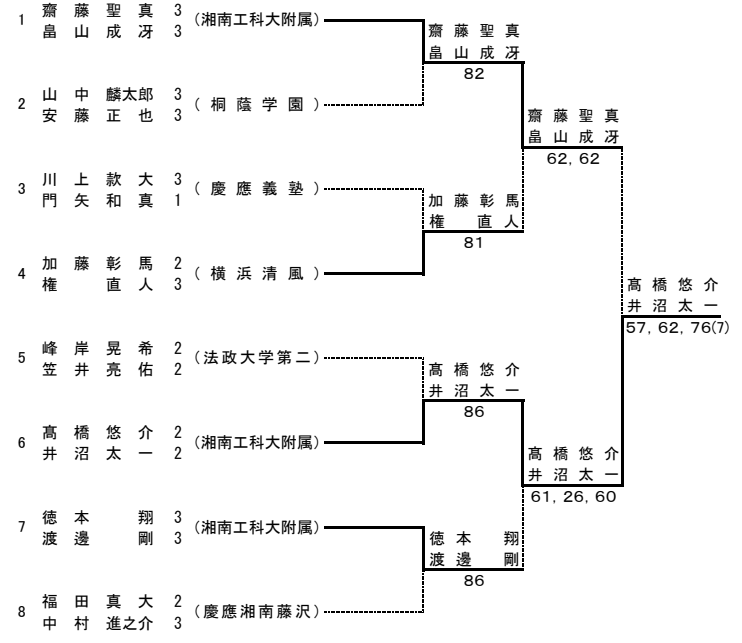 1 齋藤聖真 3 (湘南工科大附属)
畠山成冴 3
2 山中麟太郎 3 (桐蔭学園)
安藤正也 3
3 川上款大 3 (慶應義塾)
門矢和真 1
4 加藤彰馬 2 (横浜清風)
権直人 3
5 峰岸晃希 2 (法政大学第二)
笠井亮佑 2
6 髙橋悠介 2 (湘南工科大附属)
井沼太一 2
7 徳本翔 3 (湘南工科大附属)
渡邊剛 3
8 福田真大 2 (慶應湘南藤沢)
中村進之介 3
齋藤聖真
畠山成冴
82
加藤彰馬
権直人
81
髙橋悠介
井沼太一
86
徳本翔
渡邊剛
86
齋藤聖真
畠山成冴
62, 62
髙橋悠介
井沼太一
61, 26, 60
髙橋悠介
井沼太一
57, 62, 76(7)